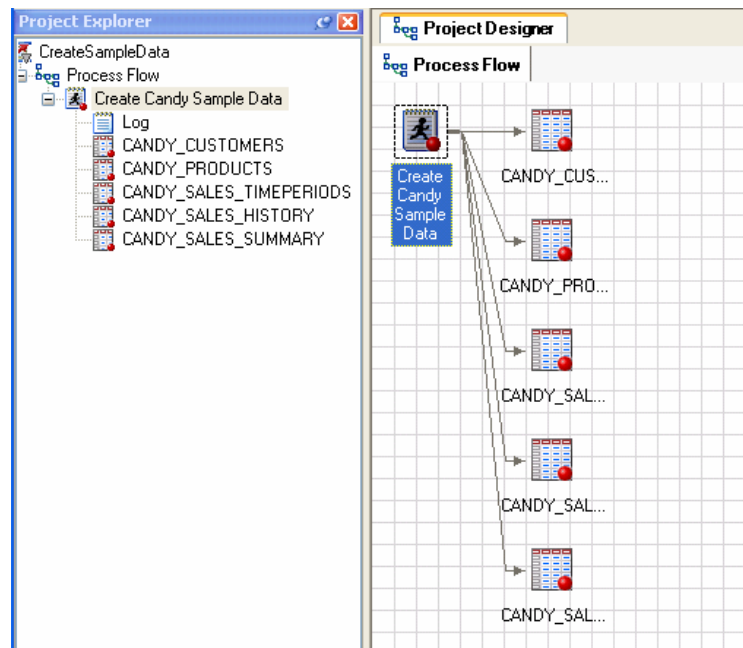 Project Explorer
CreateSampleData
Process Flow
Create Candy Sample Data
Log
CANDY_CUSTOMERS
CANDY_PRODUCTS
CANDY_SALES_TIMEPERIODS
CANDY_SALES_HISTORY
CANDY_SALES_SUMMARY
Project Designer
Process Flow
Create
Candy
Sample
Data
CANDY_CUS...
CANDY_PRO...
CANDY_SAL...
CANDY_SAL...
CANDY_SAL...